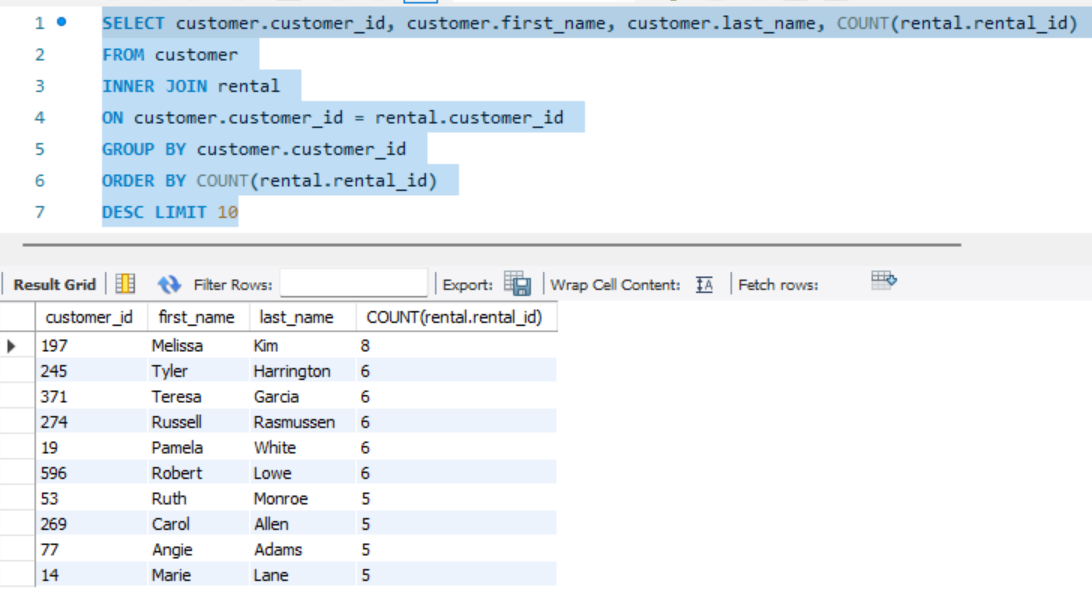 1 SELECT customer.customer_id, customer.first_name, customer.last_name, COUNT(rental.rental_id)
2 FROM customer
3 INNER JOIN rental
4 ON customer.customer_id = rental.customer_id
5 GROUP BY customer.customer_id
6 ORDER BY COUNT(rental.rental_id)
7 DESC LIMIT 10
Result Grid Filter Rows: Export: Wrap Cell Content: Fetch rows:
customer_id first_name last_name COUNT(rental.rental_id)
197 Melissa Kim 8
245 Tyler Harrington 6
371 Teresa Garcia 6
274 Russell Rasmussen 6
19 Pamela White 6
596 Robert Lowe 6
53 Ruth Monroe 5
269 Carol Allen 5
77 Angie Adams 5
14 Marie Lane 5